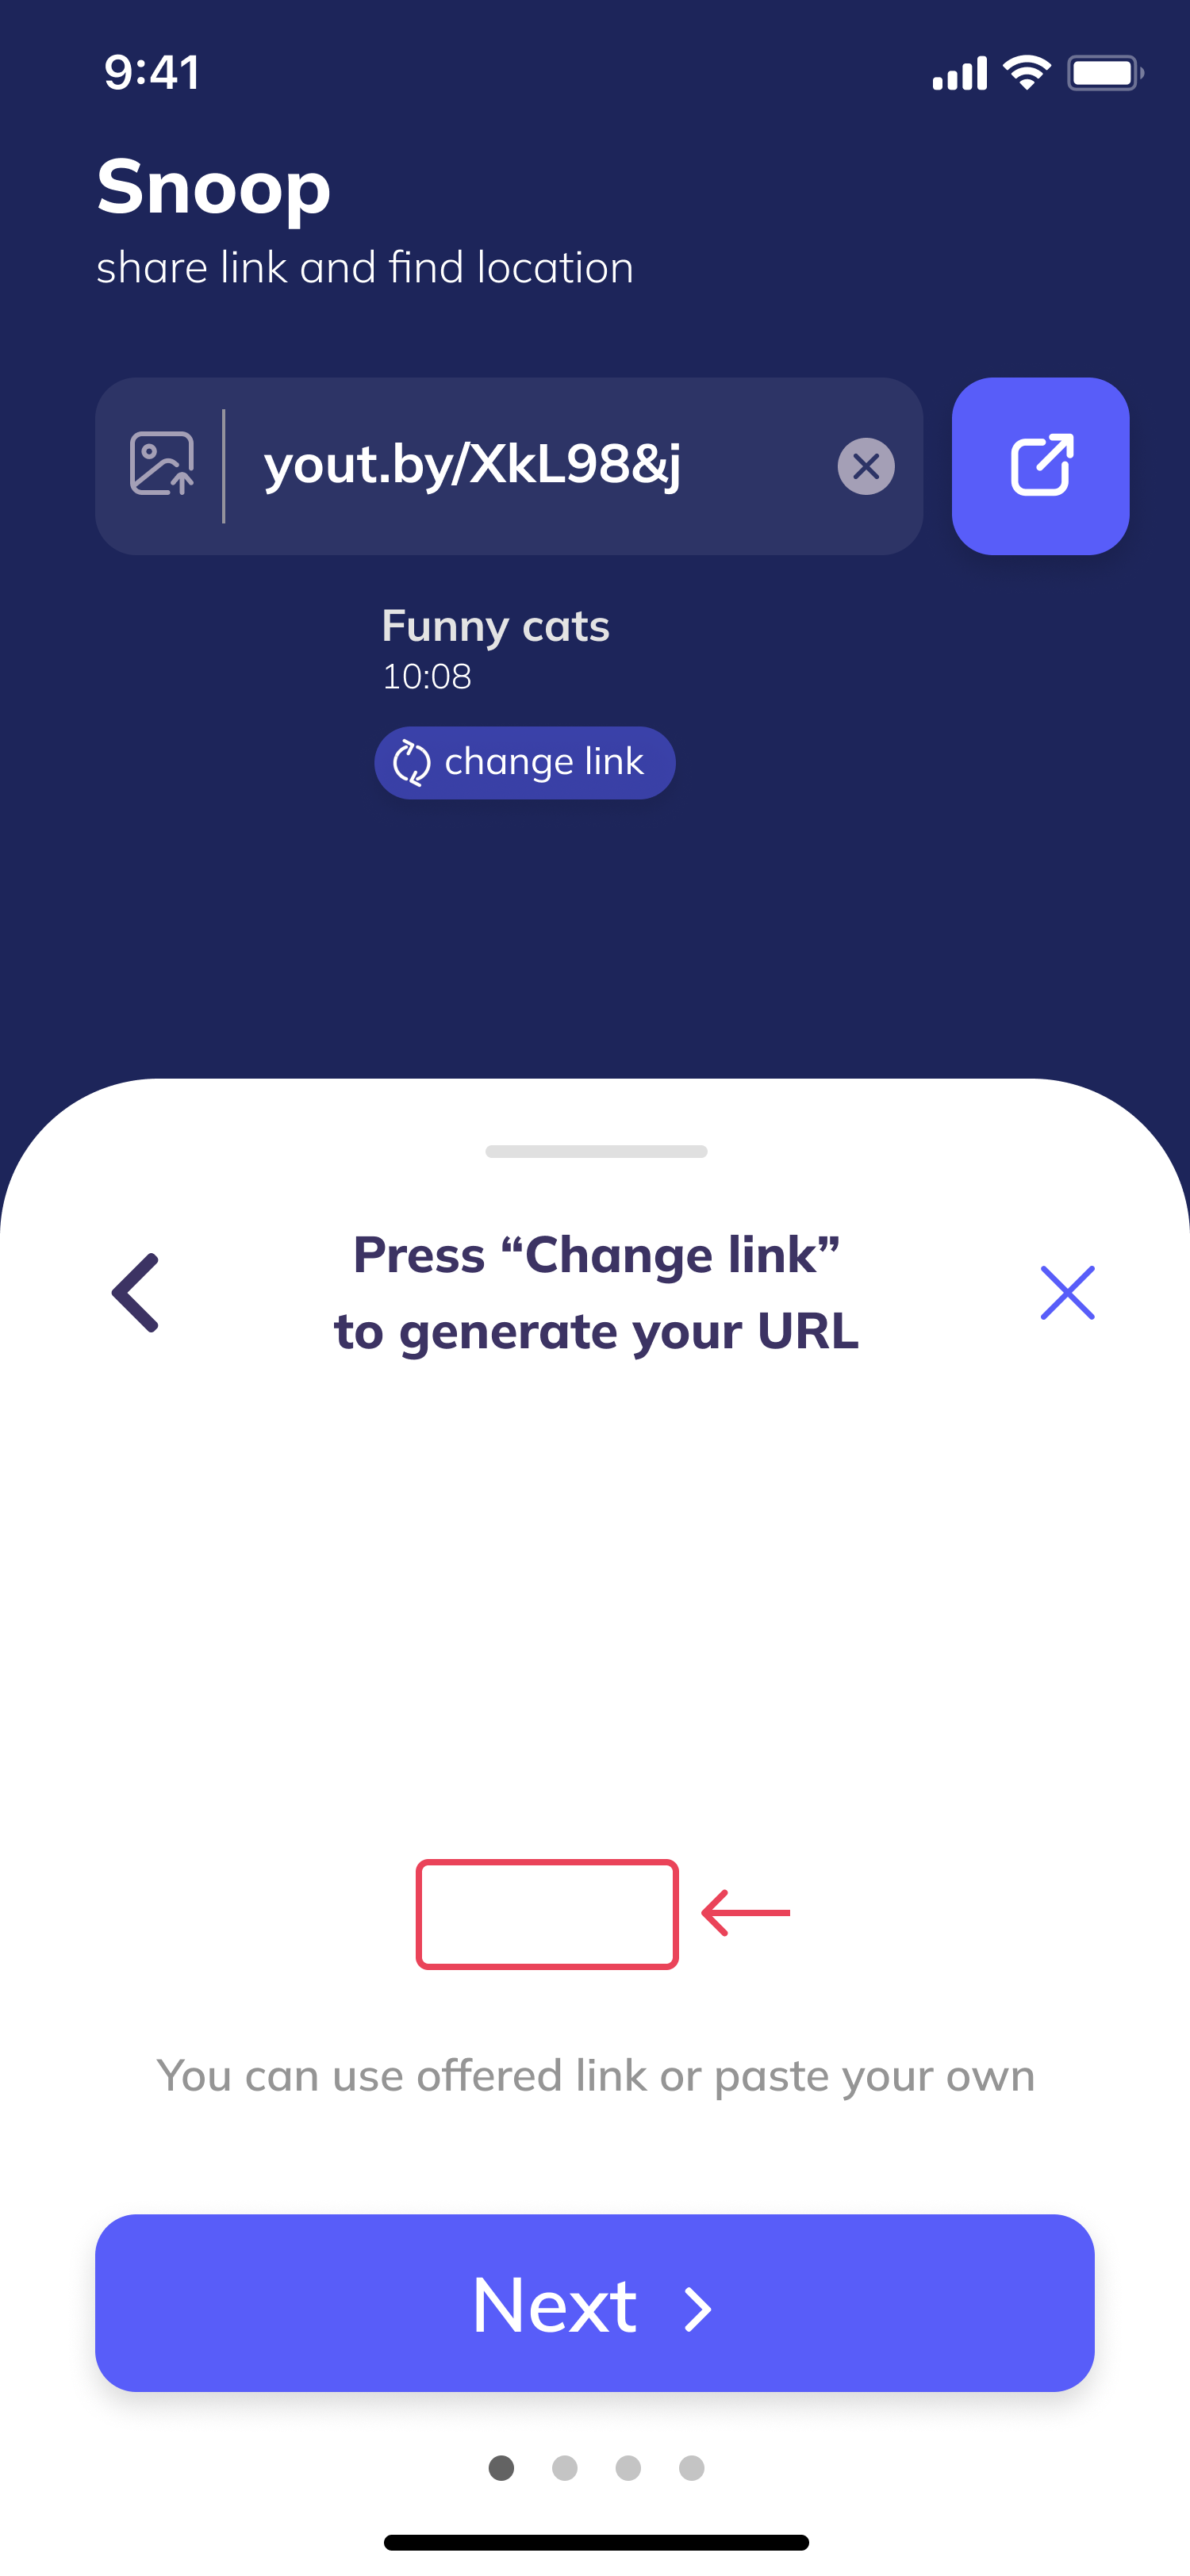 9:41
Snoop
share link and find location
yout.by/XkL98&j
Funny cats
10:08
change link
Press “Change link”
to generate your URL
You can use offered link or paste your own
Next